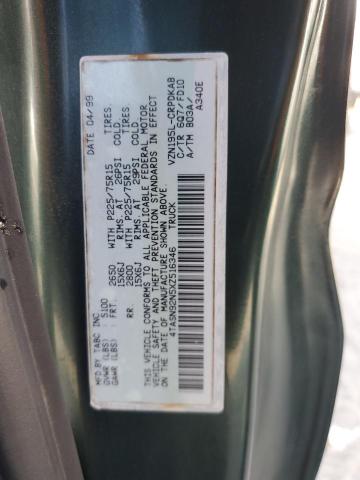 MFD BY TABC INC DATE 04/99
GVWR (LBS) : 5100
GAWR (LBS) : FRT. 2650 WITH P225/75R15 TIRES.
15X6J RIMS. AT 26PSI COLD.
RR 2800 WITH P225/75R15 TIRES
15X6J RIMS. AT 29PSI COLD.
THIS VEHICLE CONFORMS TO ALL APPLICABLE FEDERAL MOTOR
VEHICLE SAFETY AND THEFT PREVENTION STANDARDS IN EFFECT
ON THE DATE OF MANUFACTURE SHOWN ABOVE.
4TASN92N5XZ516346 TRUCK
VZN195L-CRPDKAB
C/TR 6Q7/FD10
A/TM B03A/
A340E